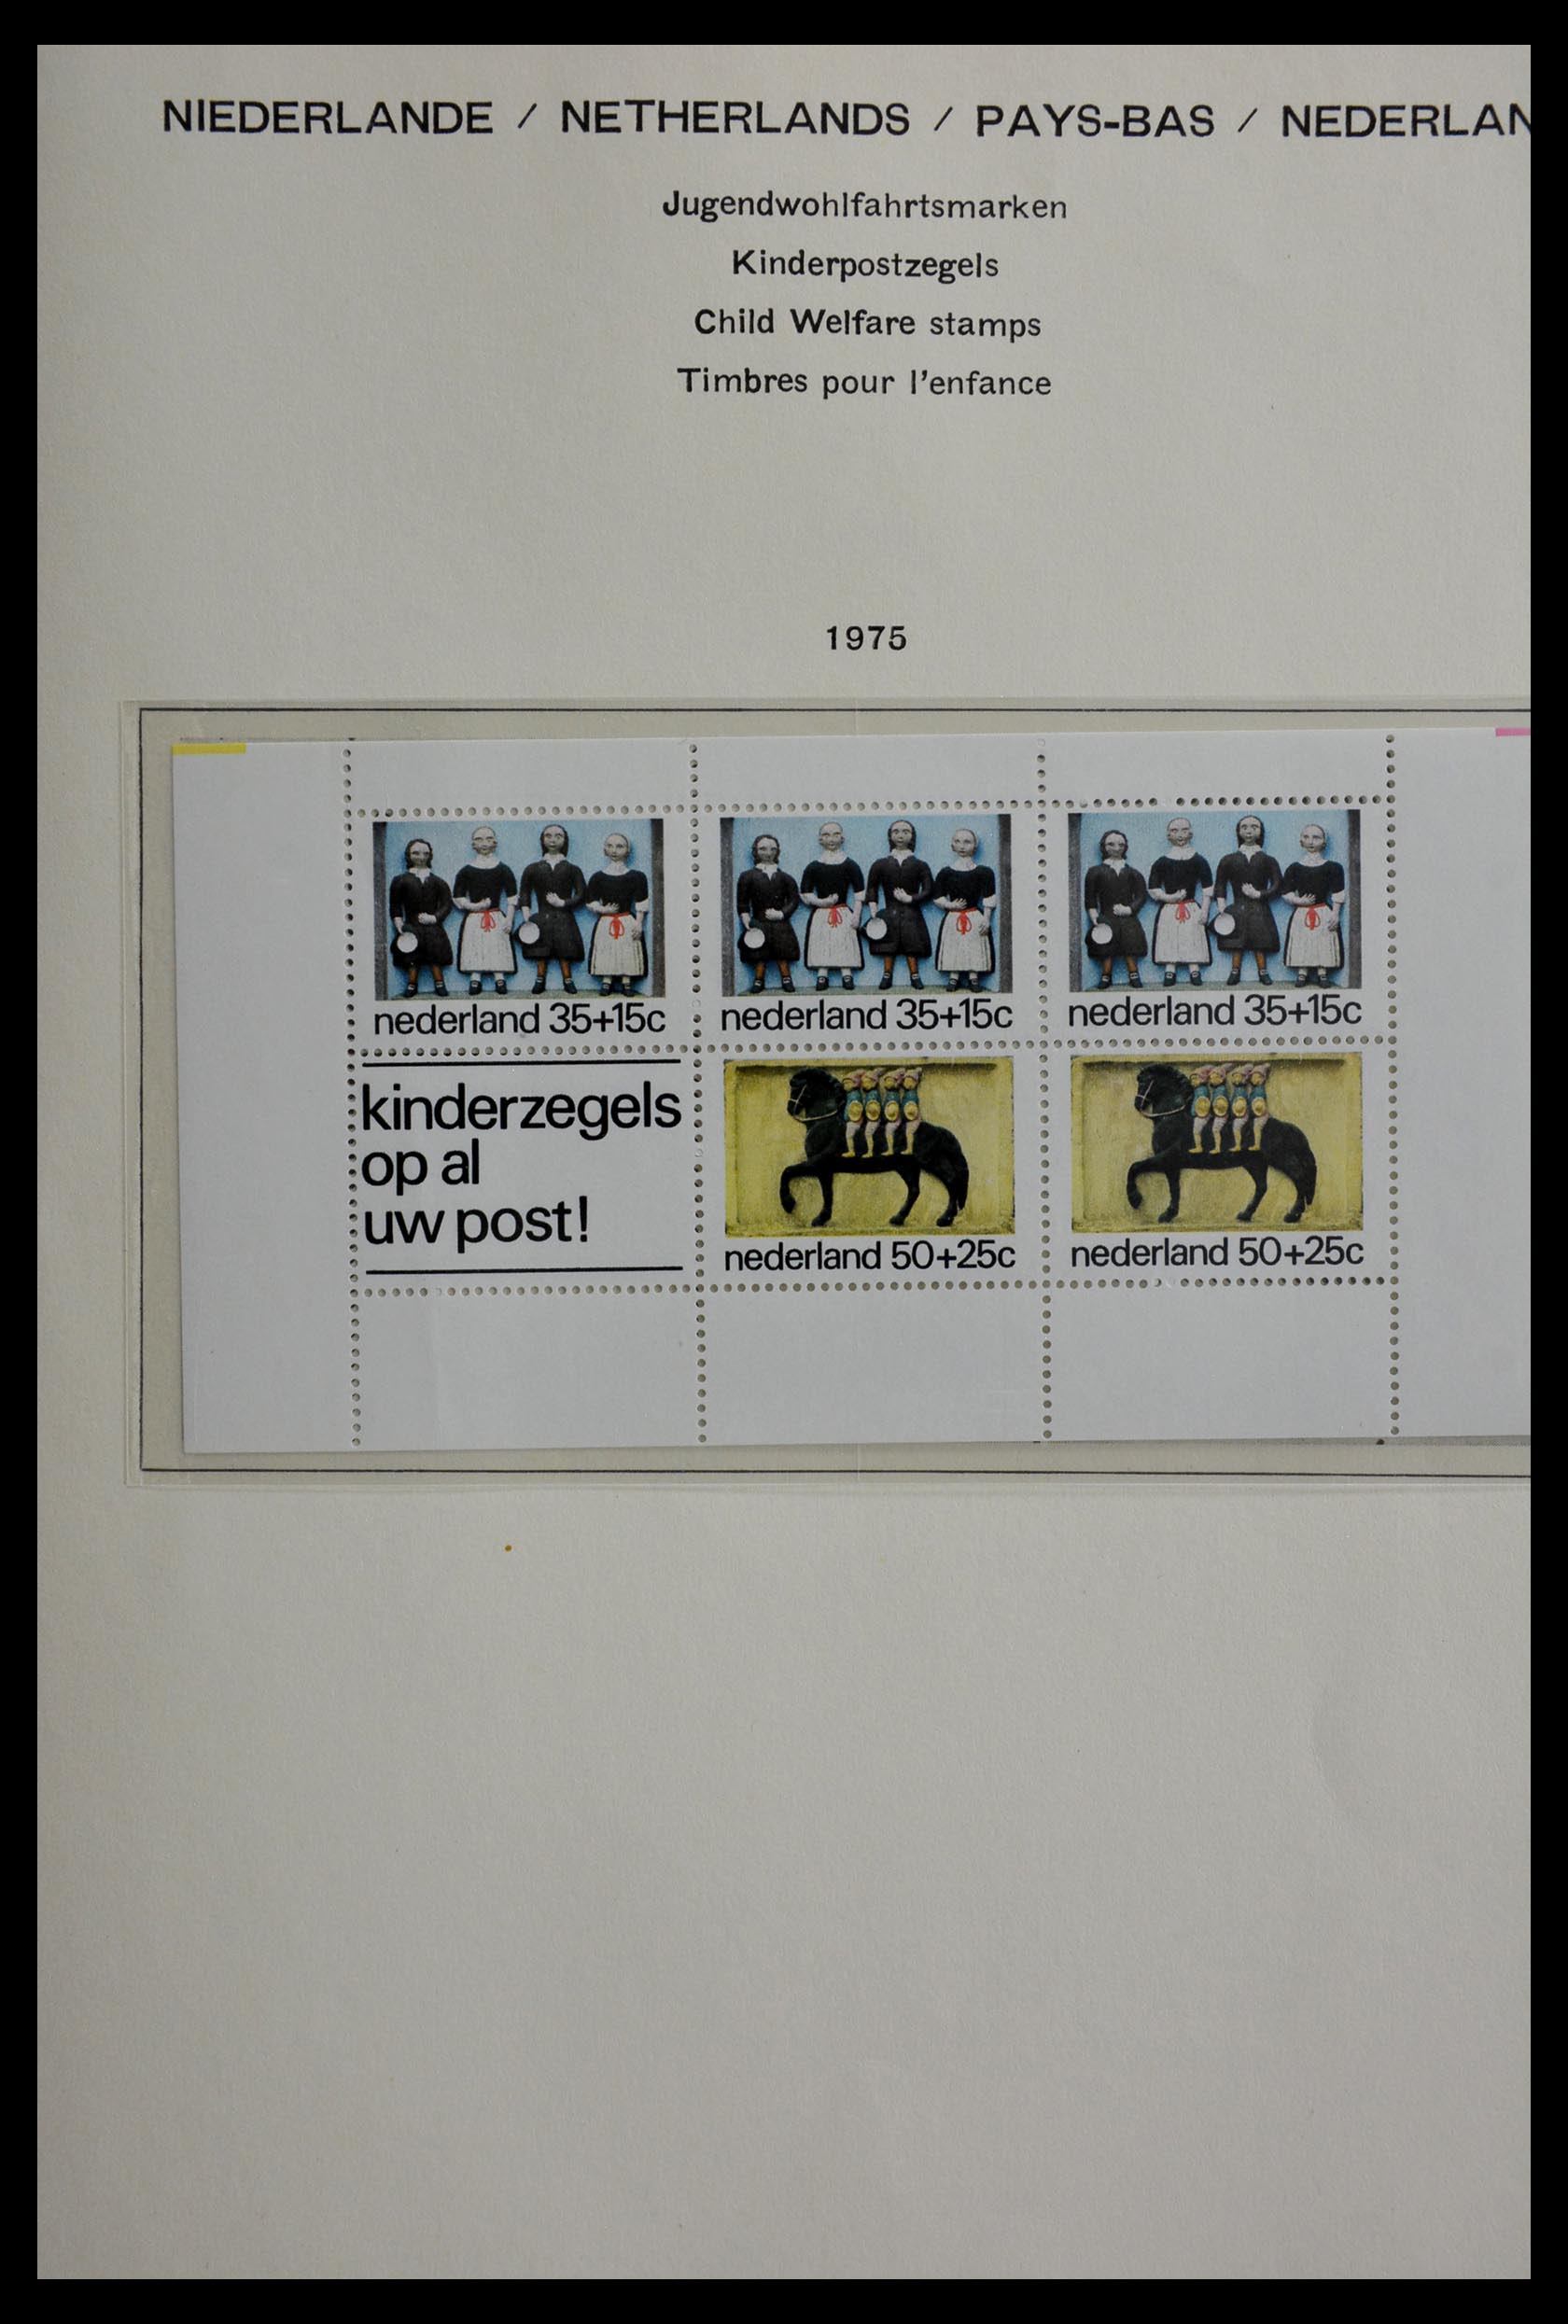 NIEDERLANDE / NETHERLANDS / PAYS-BAS / NEDERLAN
Jugendwohlfahrtsmarken
Kinderpostzegels
Child Welfare stamps
Timbres pour l'enfance
1975
nederland 35+15c nederland 35+15c nederland 35+15c
kinderzegels
op al
uw post!
nederland 50+25c nederland 50+25c